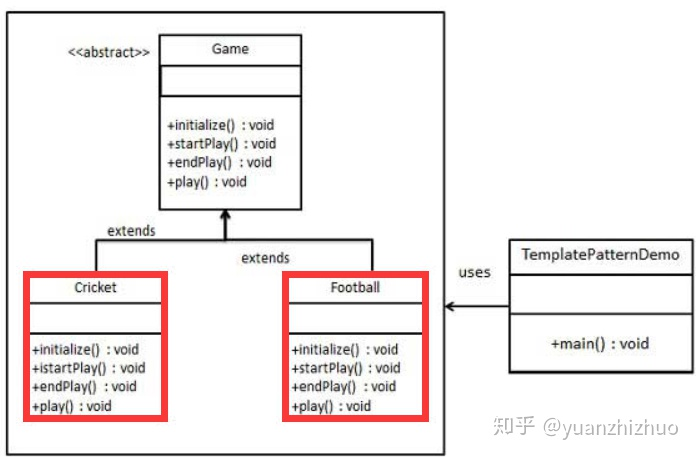 <<abstract>>
Game
+initialize() : void
+startPlay() : void
+endPlay() : void
+play() : void
extends
extends
Cricket
+initialize() : void
+istartPlay() : void
+endPlay() : void
+play() : void
Football
+initialize() : void
+startPlay() : void
+endPlay() : void
+play() : void
uses
TemplatePatternDemo
+main() : void
知乎 @yuanzhizhuo